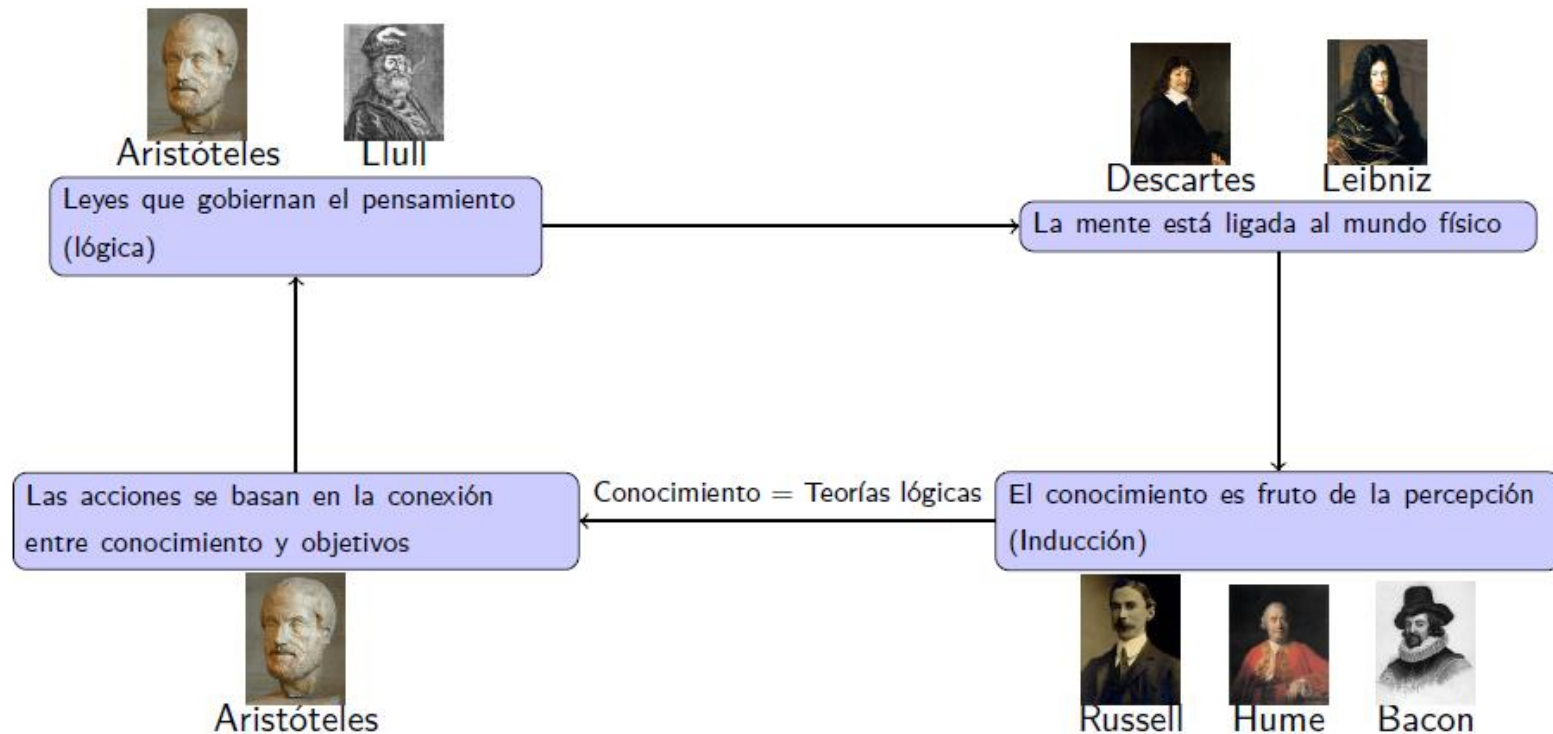 Aristóteles
Llull
Leyes que gobiernan el pensamiento
(lógica)
Descartes
Leibniz
La mente está ligada al mundo físico
Las acciones se basan en la conexión
entre conocimiento y objetivos
Aristóteles
Conocimiento = Teorías lógicas
El conocimiento es fruto de la percepción
(Inducción)
Russell
Hume
Bacon